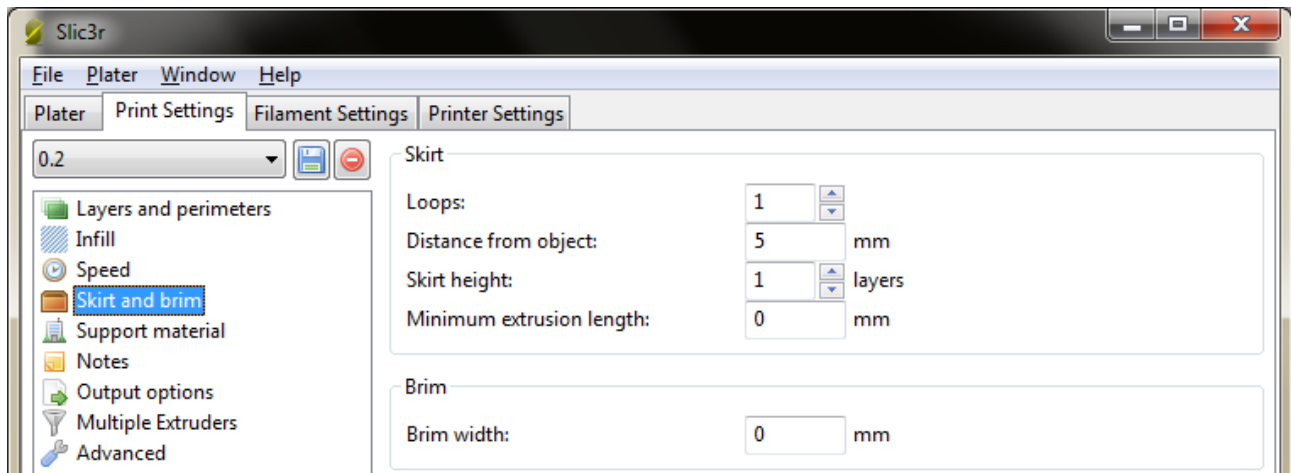 Slic3r
File Plater Window Help
Plater Print Settings Filament Settings Printer Settings
0.2
Layers and perimeters
Infill
Speed
Skirt and brim
Support material
Notes
Output options
Multiple Extruders
Advanced
Skirt
Loops: 1
Distance from object: 5 mm
Skirt height: 1 layers
Minimum extrusion length: 0 mm
Brim
Brim width: 0 mm